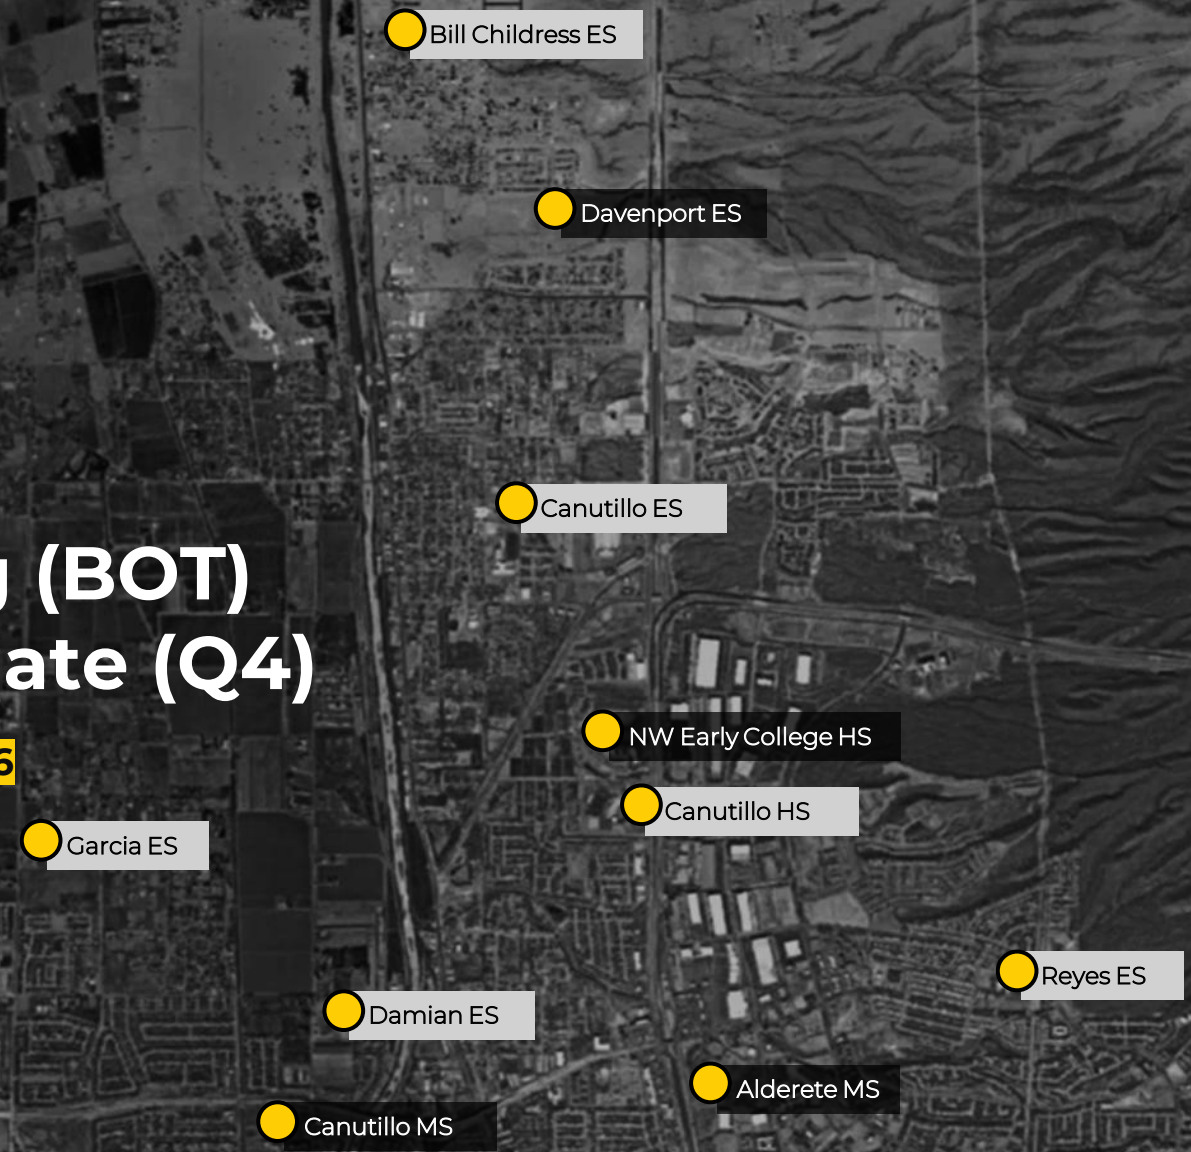 Bill Childress ES
Davenport ES
Canutillo ES
(BOT)
ate (Q4)
NW Early College HS
6
Canutillo HS
Garcia ES
Reyes ES
Damian ES
Alderete MS
Canutillo MS